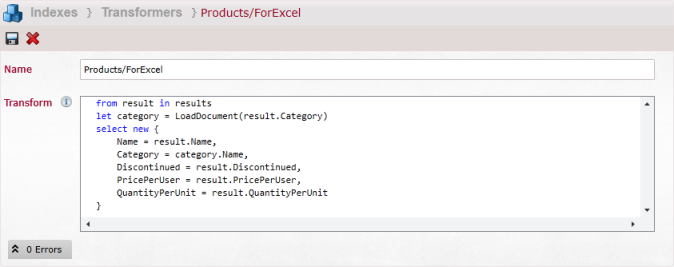 Indexes } Transformers } Products/ForExcel
Name Products/ForExcel
Transform from result in results
let category = LoadDocument(result.Category)
select new {
Name = result.Name,
Category = category.Name,
Discontinued = result.Discontinued,
PricePerUser = result.PricePerUser,
QuantityPerUnit = result.QuantityPerUnit
}
0 Errors